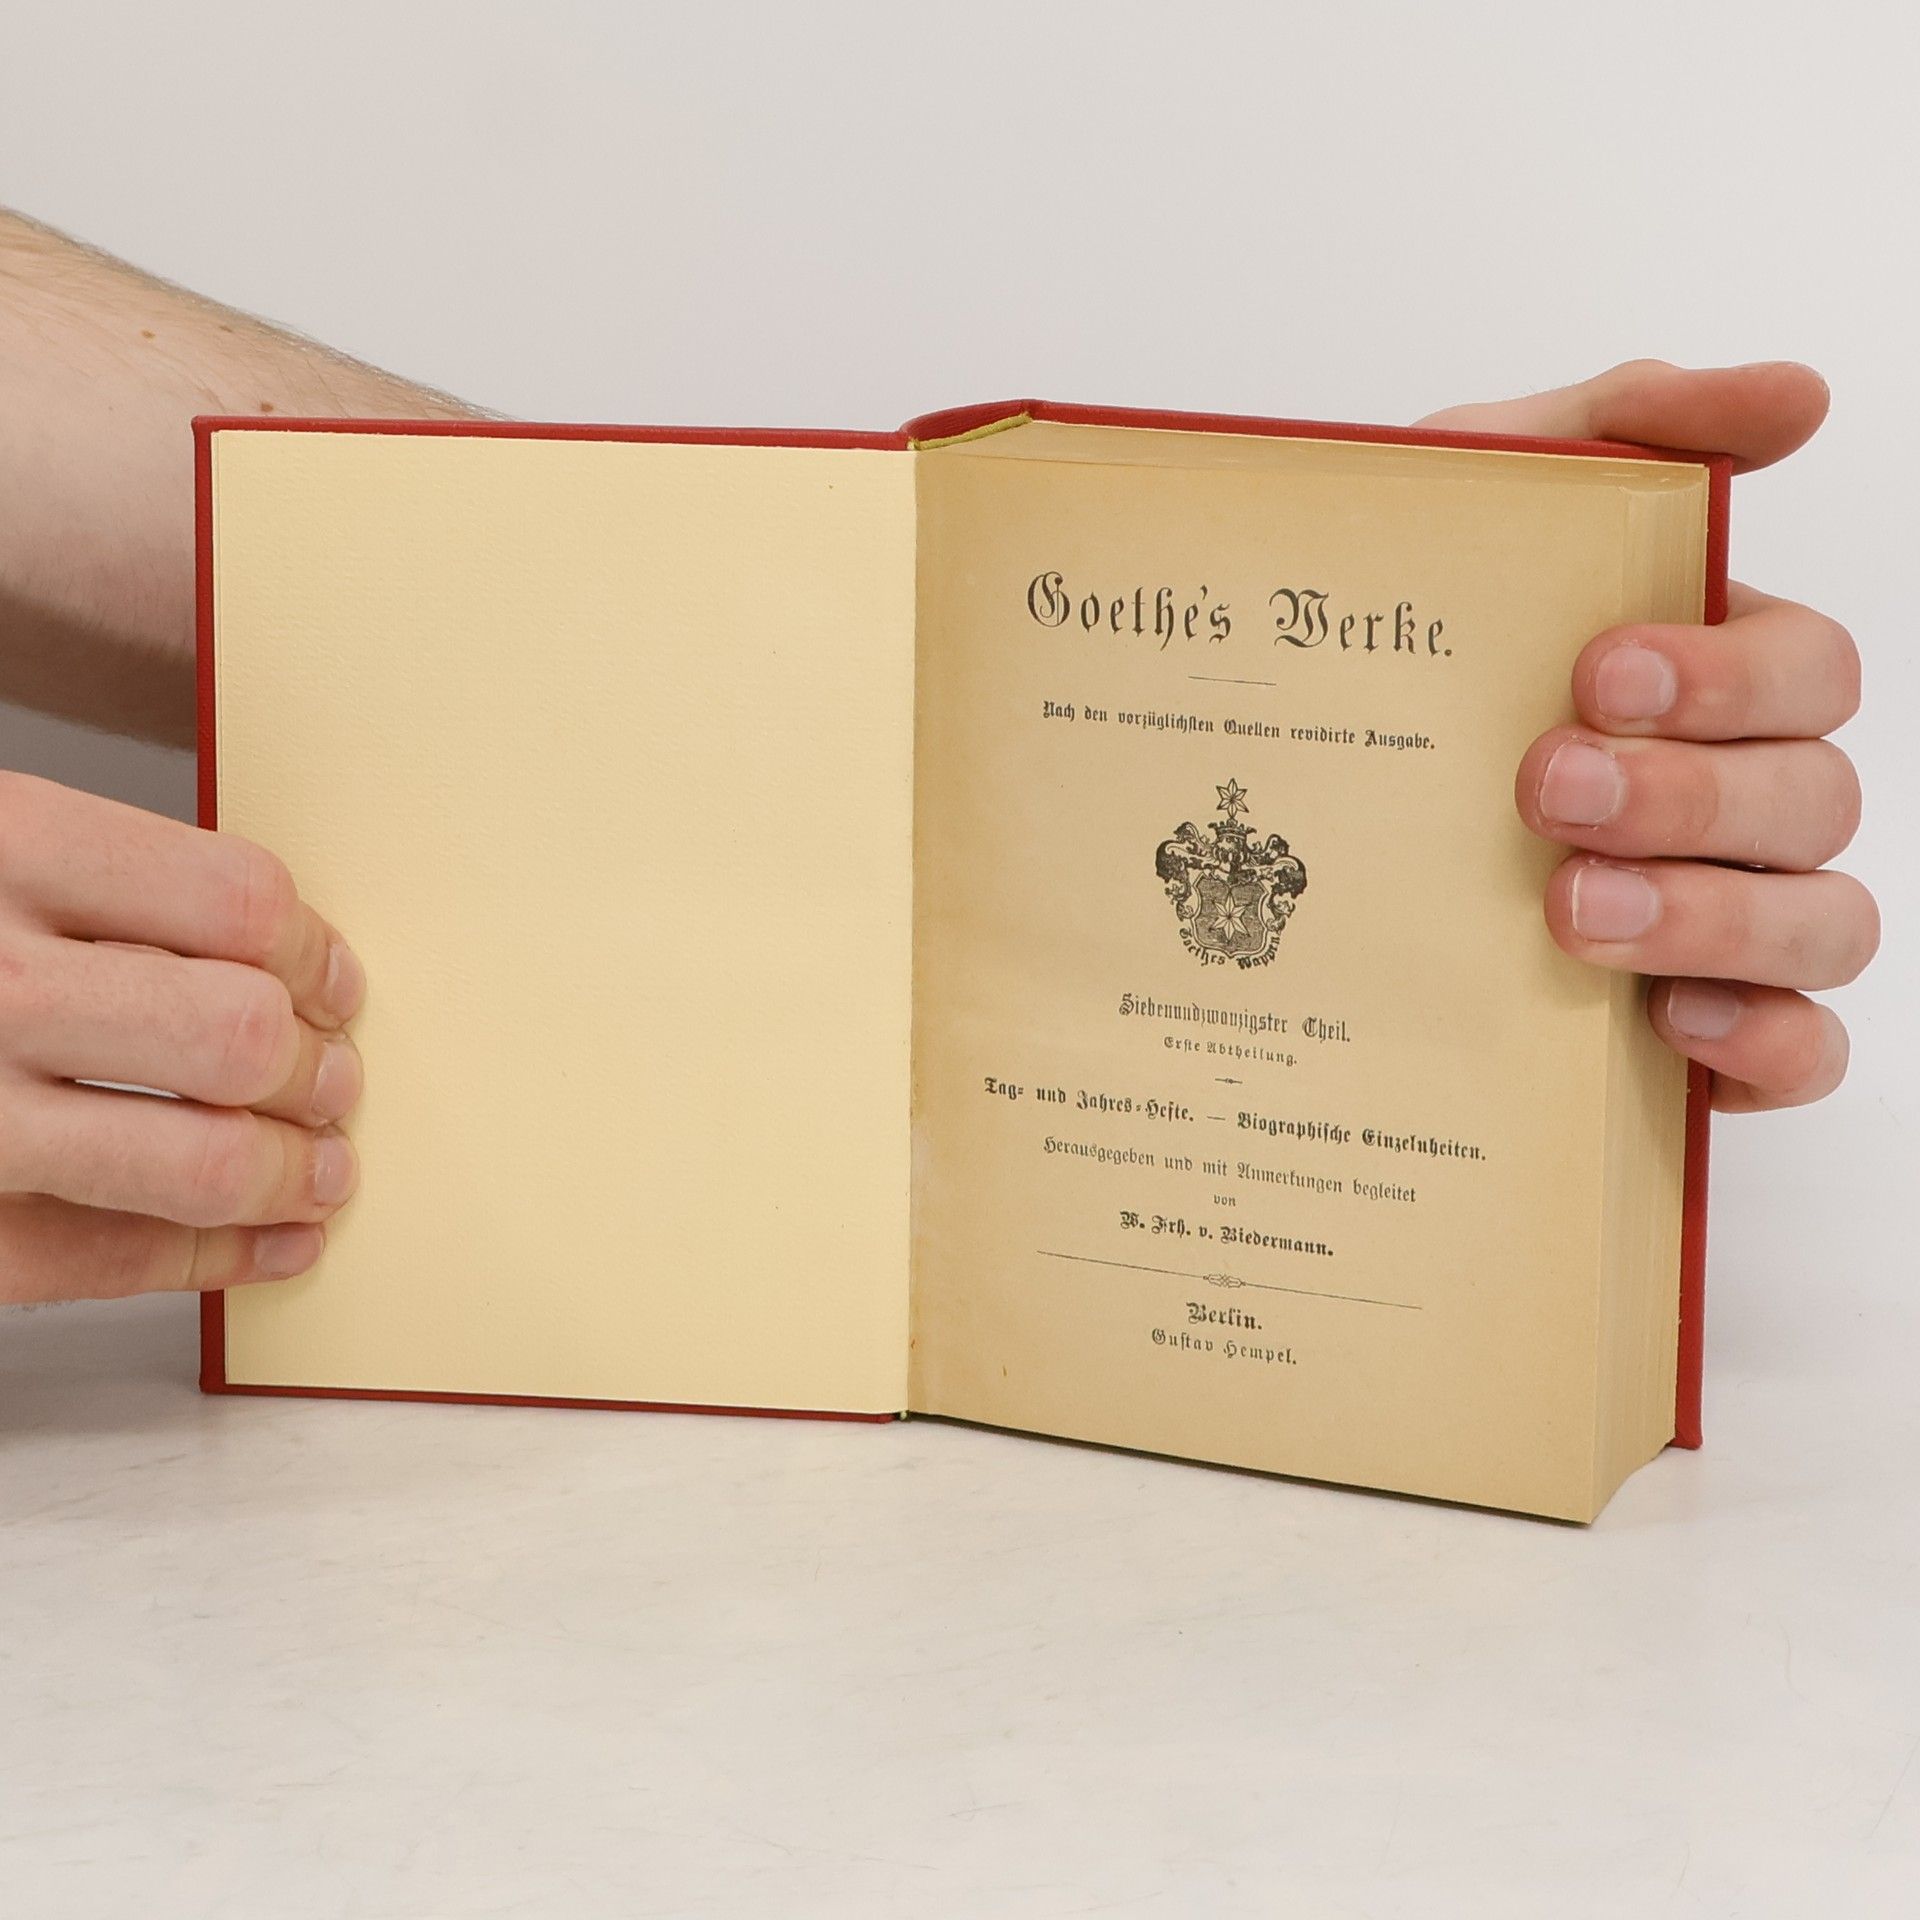 Goethe's Werke.
Nach den vorzüglichsten Quellen revidirte Ausgabe.
Goethes Wappen
Siebenundzwanzigster Theil.
Erste Abtheilung.
Tag- und Jahres-Hefte. — Biographische Einzelnheiten.
Herausgegeben und mit Anmerkungen begleitet
von
W. Frh. v. Biedermann.
Berlin.
Gustav Hempel.